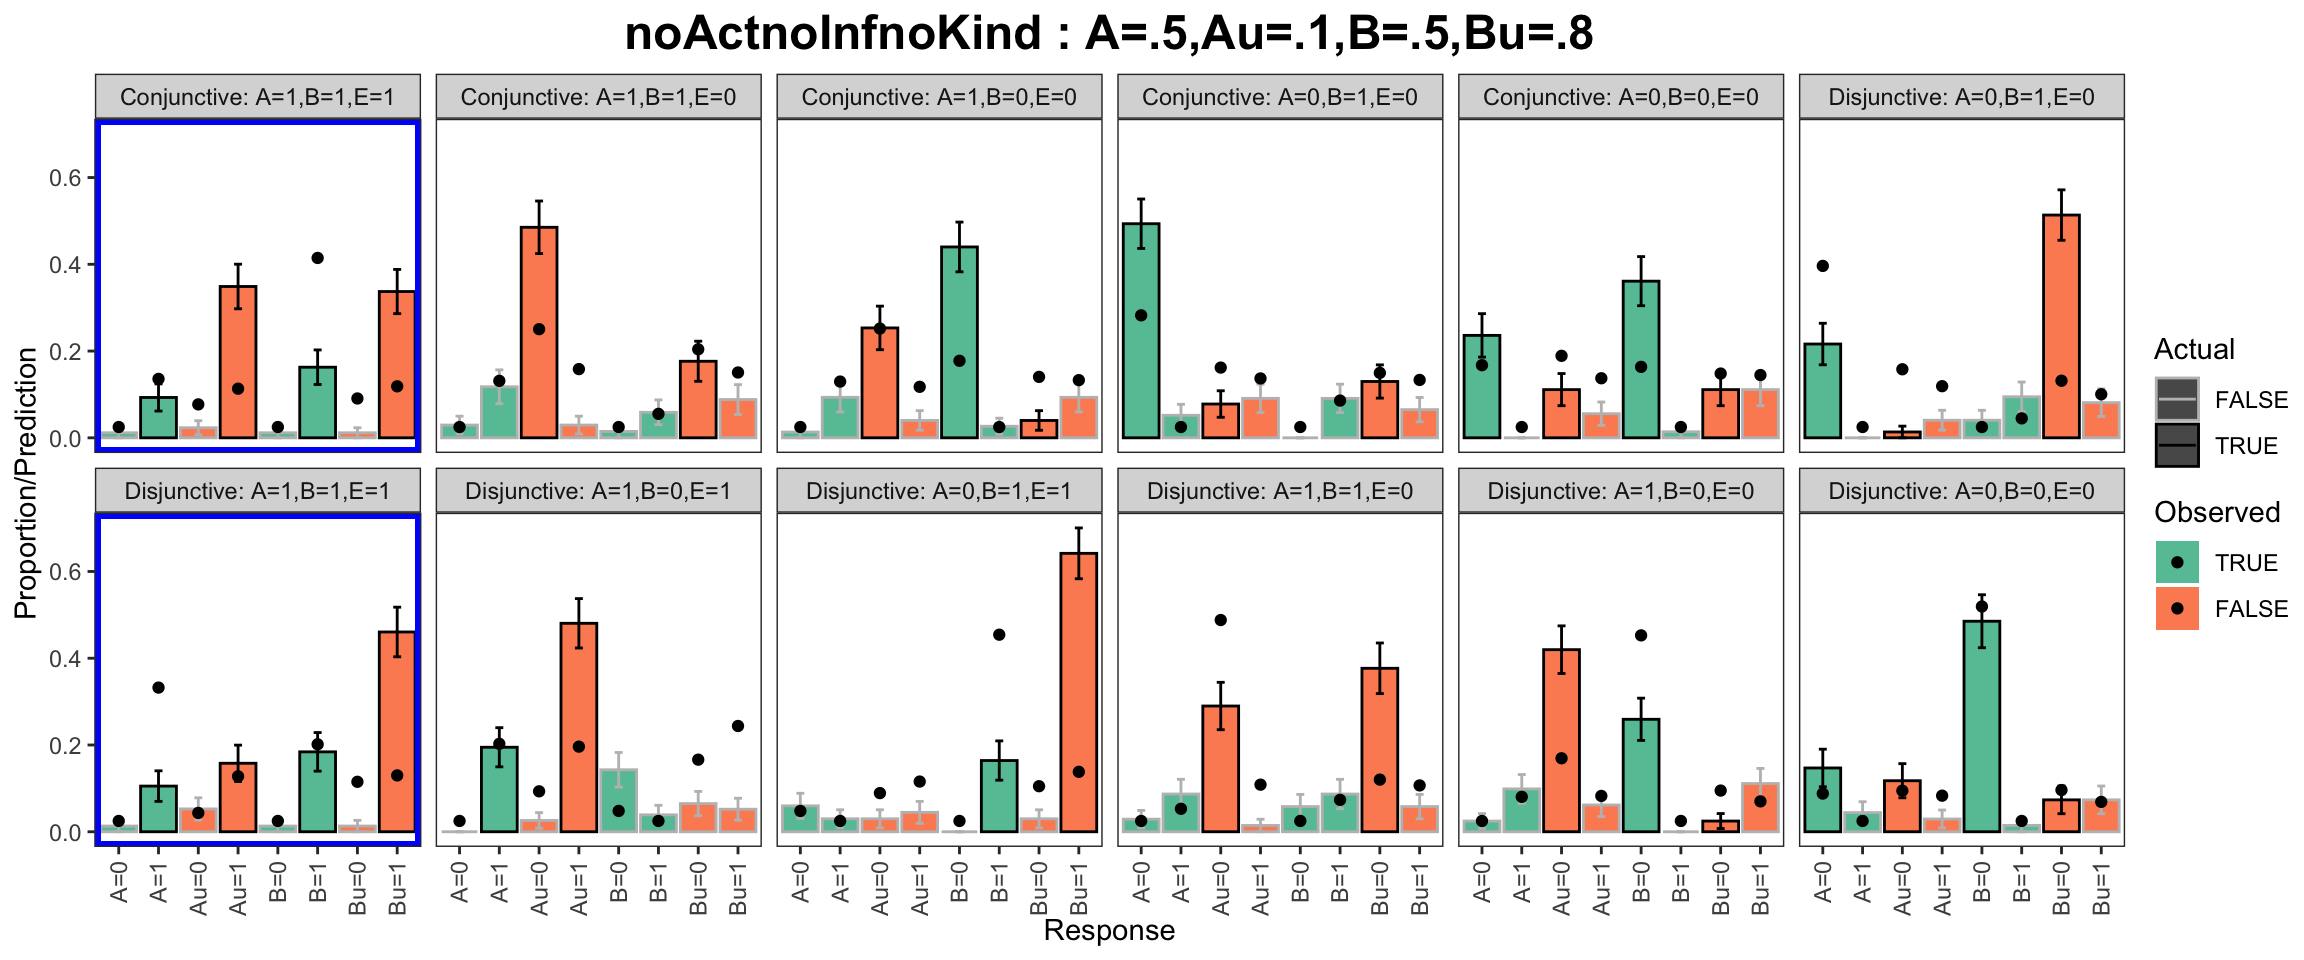 noActnoInfnoKind : A=.5,Au=.1,B=.5,Bu=.8
Conjunctive: A=1,B=1,E=1
Conjunctive: A=1,B=1,E=0
Conjunctive: A=1,B=0,E=0
Conjunctive: A=0,B=1,E=0
Conjunctive: A=0,B=0,E=0
Disjunctive: A=0,B=1,E=0
0.6
0.4
0.2
0.0
Disjunctive: A=1,B=1,E=1
Disjunctive: A=1,B=0,E=1
Disjunctive: A=0,B=1,E=1
Disjunctive: A=1,B=1,E=0
Disjunctive: A=1,B=0,E=0
Disjunctive: A=0,B=0,E=0
0.6
0.4
0.2
0.0
Proportion/Prediction
A=0 A=1 Au=0 Au=1 B=0 B=1 Bu=0 Bu=1
A=0 A=1 Au=0 Au=1 B=0 B=1 Bu=0 Bu=1
A=0 A=1 Au=0 Au=1 B=0 B=1 Bu=0 Bu=1
A=0 A=1 Au=0 Au=1 B=0 B=1 Bu=0 Bu=1
A=0 A=1 Au=0 Au=1 B=0 B=1 Bu=0 Bu=1
A=0 A=1 Au=0 Au=1 B=0 B=1 Bu=0 Bu=1
Response
Actual
FALSE
TRUE
Observed
TRUE
FALSE